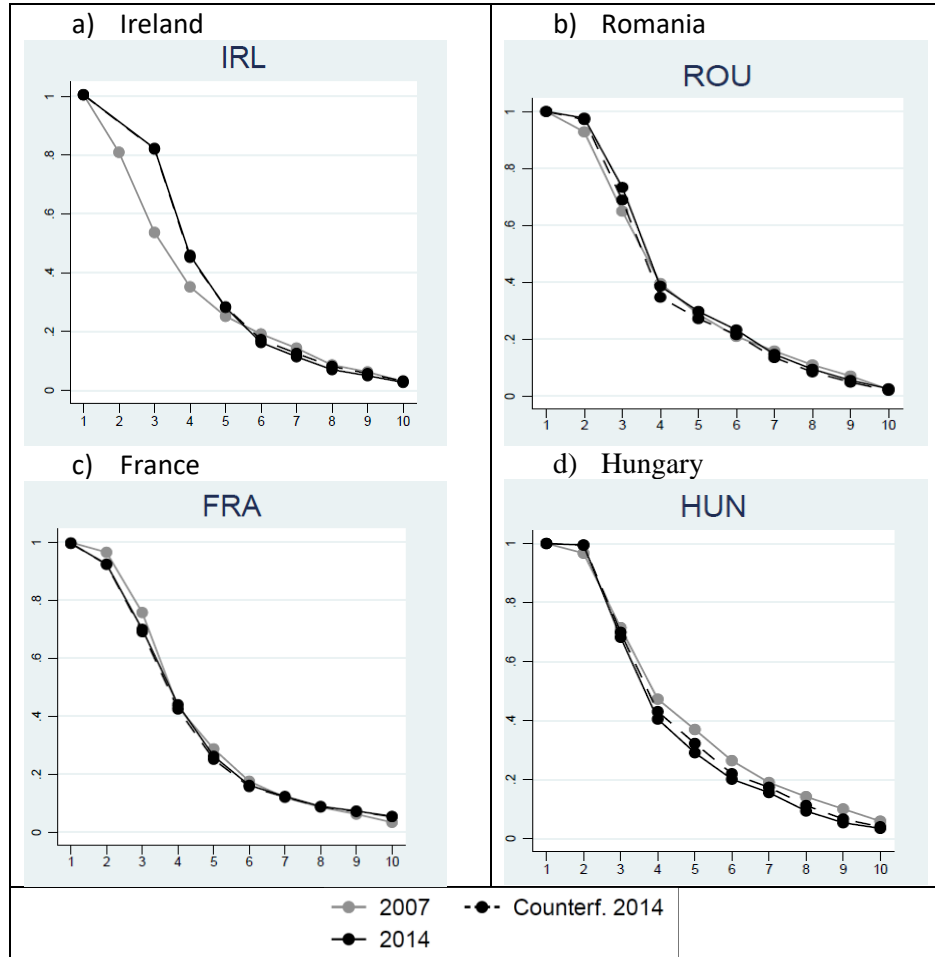 a) Ireland
IRL
1
.8
.6
.4
.2
0
1 2 3 4 5 6 7 8 9 10
b) Romania
ROU
1
.8
.6
.4
.2
0
1 2 3 4 5 6 7 8 9 10
c) France
FRA
1
.8
.6
.4
.2
0
1 2 3 4 5 6 7 8 9 10
d) Hungary
HUN
1
.8
.6
.4
.2
0
1 2 3 4 5 6 7 8 9 10
2007 Counterf. 2014
2014